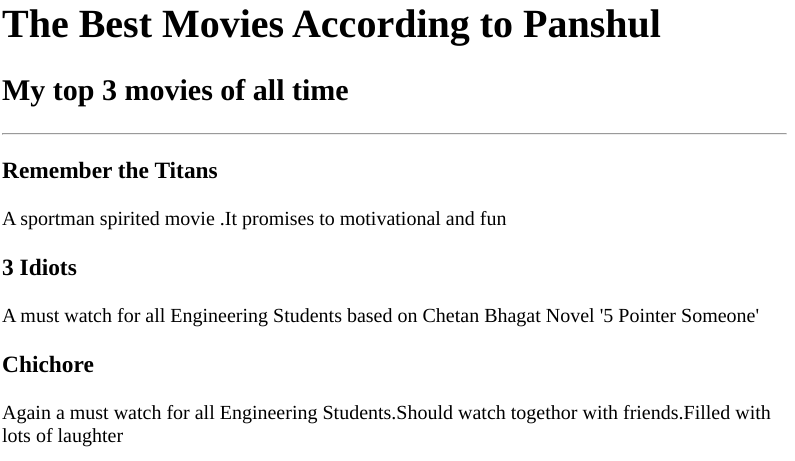 The Best Movies According to Panshul
My top 3 movies of all time
Remember the Titans
A sportman spirited movie .It promises to motivational and fun
3 Idiots
A must watch for all Engineering Students based on Chetan Bhagat Novel '5 Pointer Someone'
Chichore
Again a must watch for all Engineering Students.Should watch togethor with friends.Filled with
lots of laughter